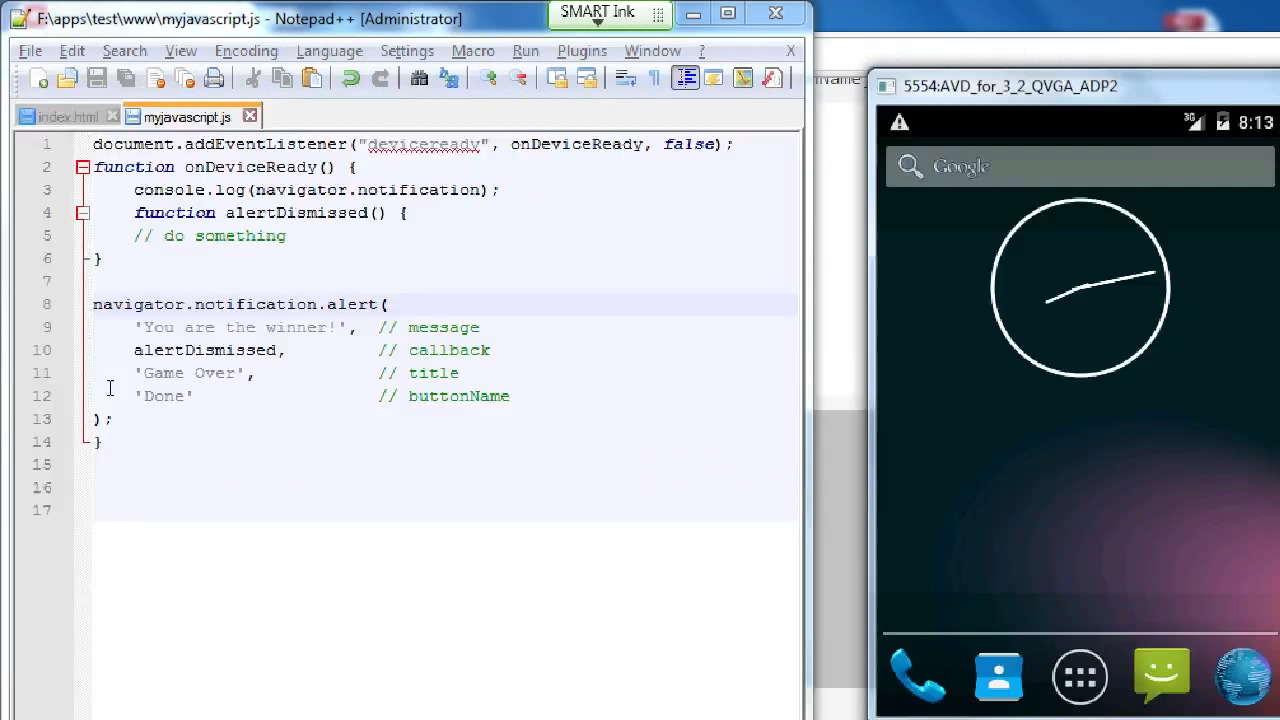 F:\apps\test\www\myjavascript.js - Notepad++ [Administrator]
SMART Ink
File Edit Search View Encoding Language Settings Macro Run Plugins Window ? X
index.html
myjavascript.js
1 document.addEventListener("deviceready", onDeviceReady, false);
2 function onDeviceReady() {
3 console.log(navigator.notification);
4 function alertDismissed() {
5 // do something
6 }
7
8 navigator.notification.alert(
9 'You are the winner!', // message
10 alertDismissed, // callback
11 'Game Over', // title
12 'Done' // buttonName
13 );
14 }
15
16
17
5554:AVD_for_3_2_QVGA_ADP2
3G 8:13
Google